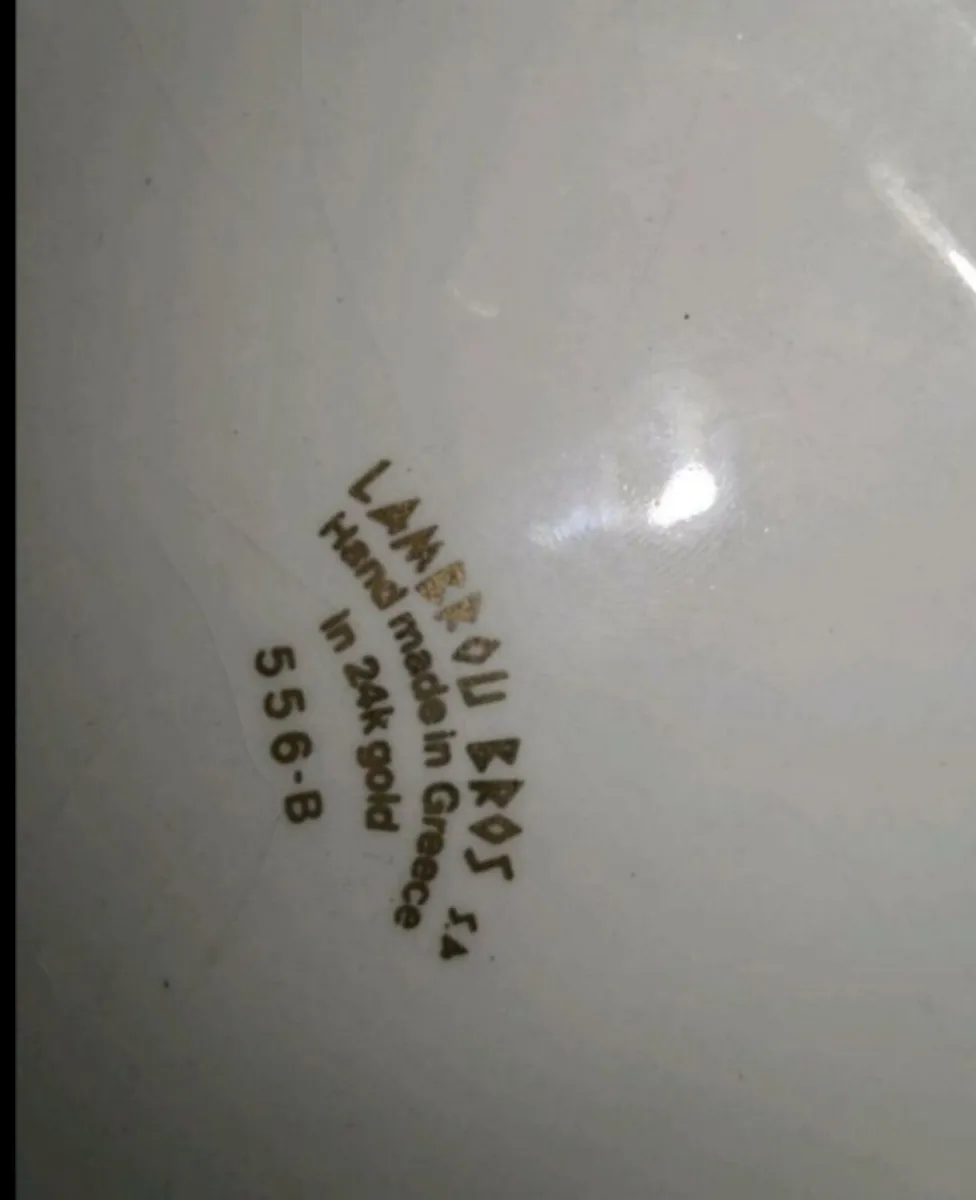 LAMBROU BROS S.A
Hand made in Greece
In 24k gold
556-B